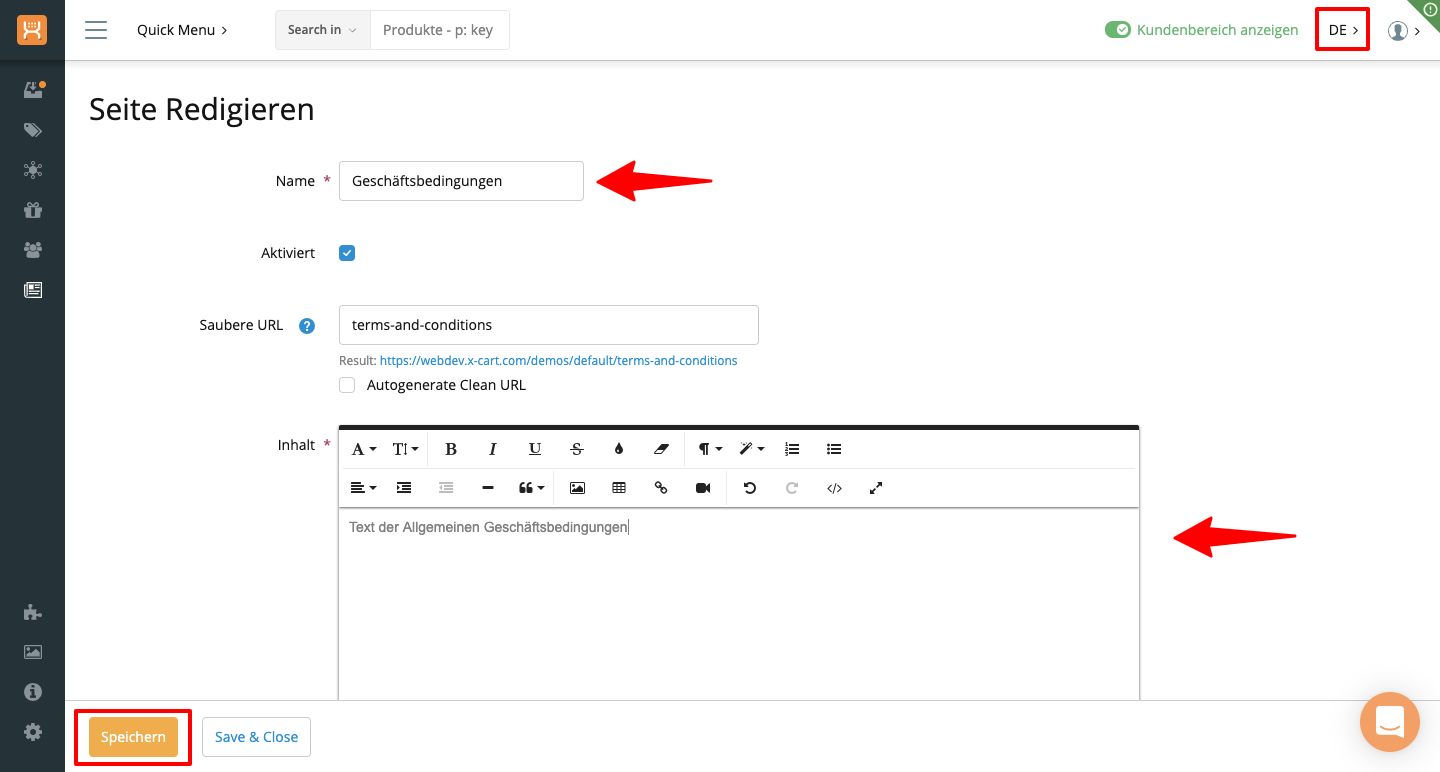 Quick Menu
Search in
Produkte - p: key
Kundenbereich anzeigen
DE
Seite Redigieren
Name *
Geschäftsbedingungen
Aktiviert
Saubere URL ?
terms-and-conditions
Result: https://webdev.x-cart.com/demos/default/terms-and-conditions
Autogenerate Clean URL
Inhalt *
Text der Allgemeinen Geschäftsbedingungen
Speichern
Save & Close